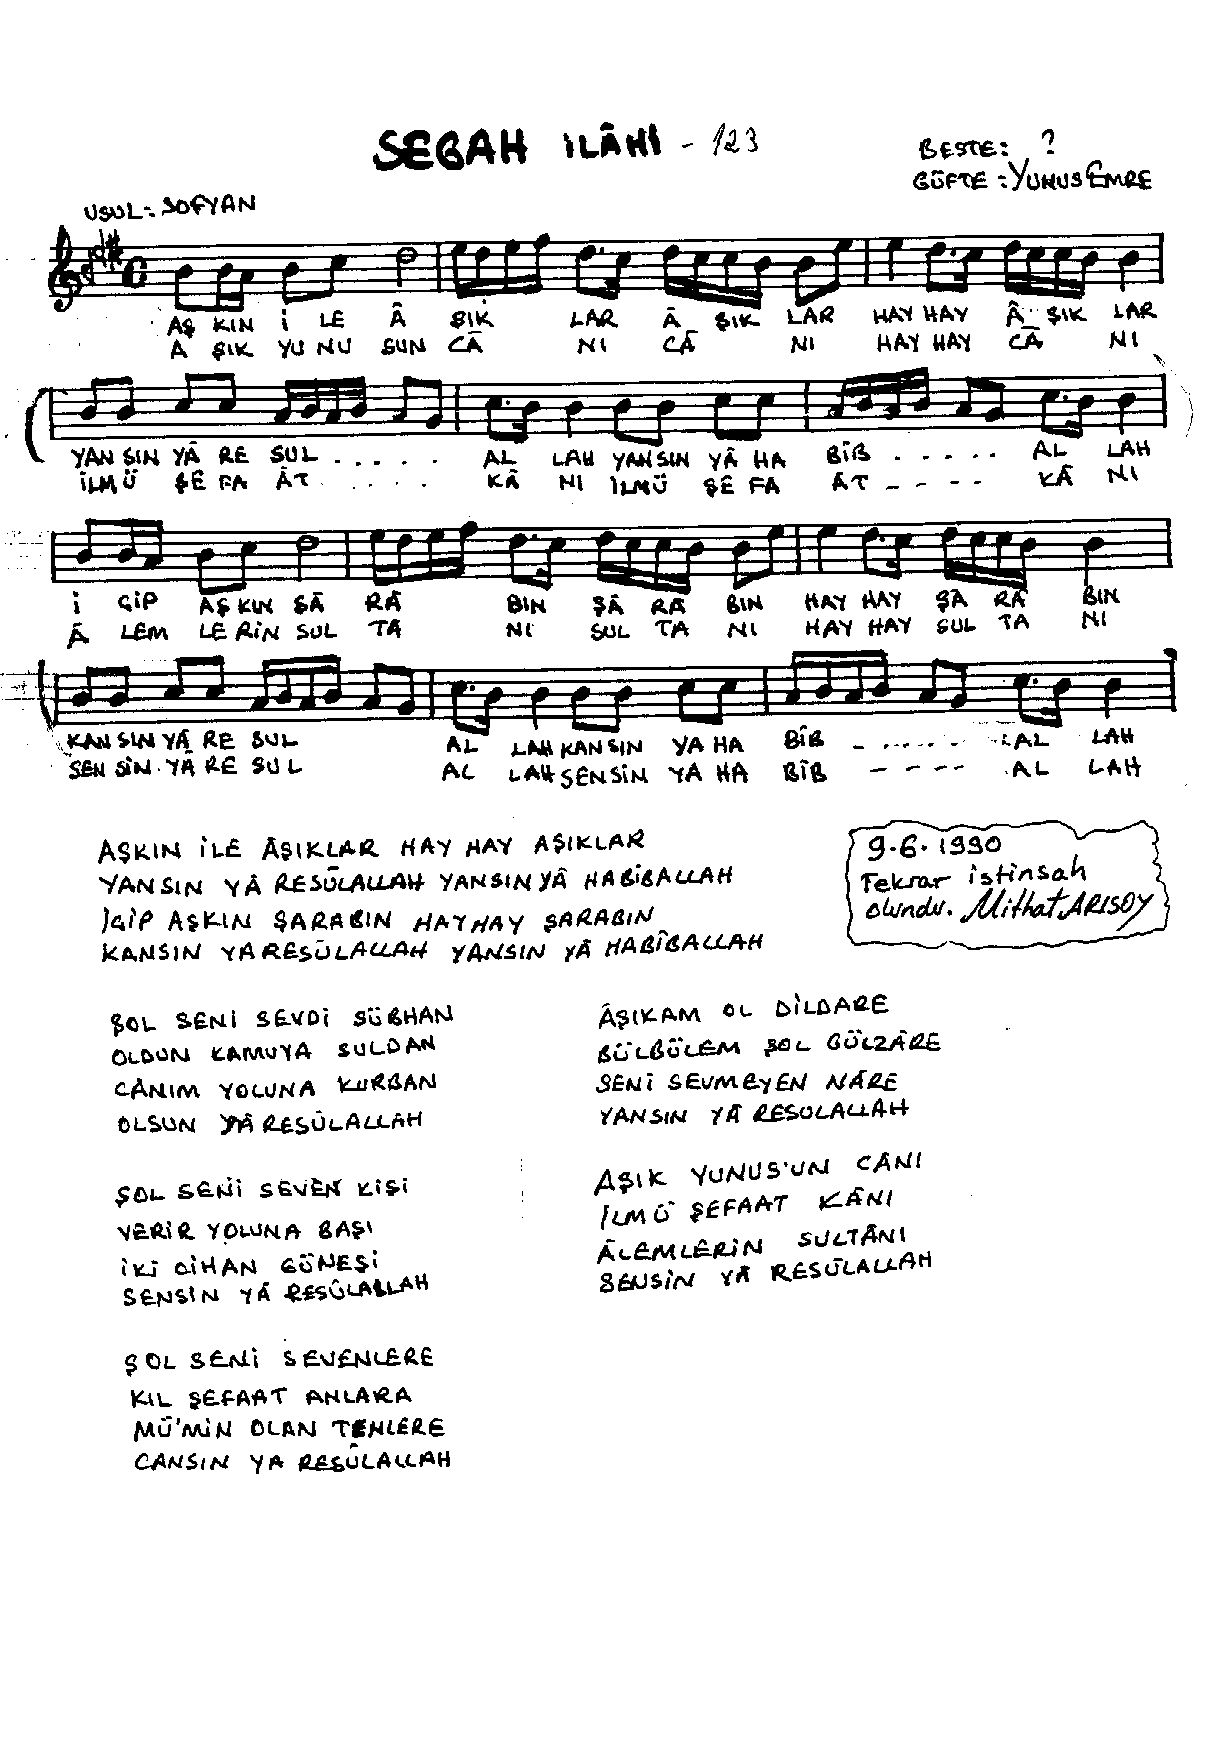 SEGAH İLÂHİ - 123
BESTE: ?
GÜFTE: YUNUS EMRE
USUL: SOFYAN
AŞ KIN İ LE Â ŞIK LAR Â ŞIK LAR HAY HAY Â ŞIK LAR
A ŞIK YU NU SUN CÂ NI CÂ NI HAY HAY CÂ NI
YAN SIN YÂ RE SUL . . . . . AL LAH YAN SIN YÂ HA BÎB . . . . . AL LAH
İLMÜ ŞE FA ÂT . . . . . KÂ NI İLMÜ ŞE FA ÂT - - - - KÂ NI
İ ÇİP AŞ KIN ŞÂ RÂ BIN ŞÂ RÂ BIN HAY HAY ŞÂ RÂ BIN
Â LEM LE RİN SUL TA NI SUL TA NI HAY HAY SUL TA NI
KAN SIN YÂ RE SUL AL LAH KAN SIN YA HA BÎB - . . . . . . AL LAH
SEN SİN YÂ RE SUL AL LAH SEN SİN YA HA BÎB - - - - AL LAH
AŞKIN İLE ÂŞIKLAR HAY HAY AŞIKLAR
YANSIN YÂ RESÛLALLAH YANSIN YÂ HABÎBALLAH
İÇİP AŞKIN ŞARABIN HAY HAY ŞARABIN
KANSIN YÂ RESÛLALLAH YANSIN YÂ HABÎBALLAH
9.6.1990
Tekrar istinsah
olundu. Mithat ARISOY
ŞOL SENİ SEVDİ SÜBHAN
OLDUN KAMUYA SULDAN
CANIM YOLUNA KURBAN
OLSUN YÂ RESÛLALLAH
ŞOL SENİ SEVEN KİŞİ
VERİR YOLUNA BAŞI
İKİ CİHAN GÜNEŞİ
SENSİN YÂ RESÛLALLAH
ŞOL SENİ SEVENLERE
KIL ŞEFAAT ANLARA
MÜ'MİN OLAN TENLERE
CANSIN YA RESÛLALLAH
ÂŞIKAM OL DİLDARE
BÜLBÜLEM ŞOL GÜLZÂRE
SENİ SEVMEYEN NÂRE
YANSIN YÂ RESULALLAH
AŞIK YUNUS'UN CANI
İLMÜ ŞEFAAT KÂNI
ÂLEMLERİN SULTÂNI
SENSİN YÂ RESÛLALLAH